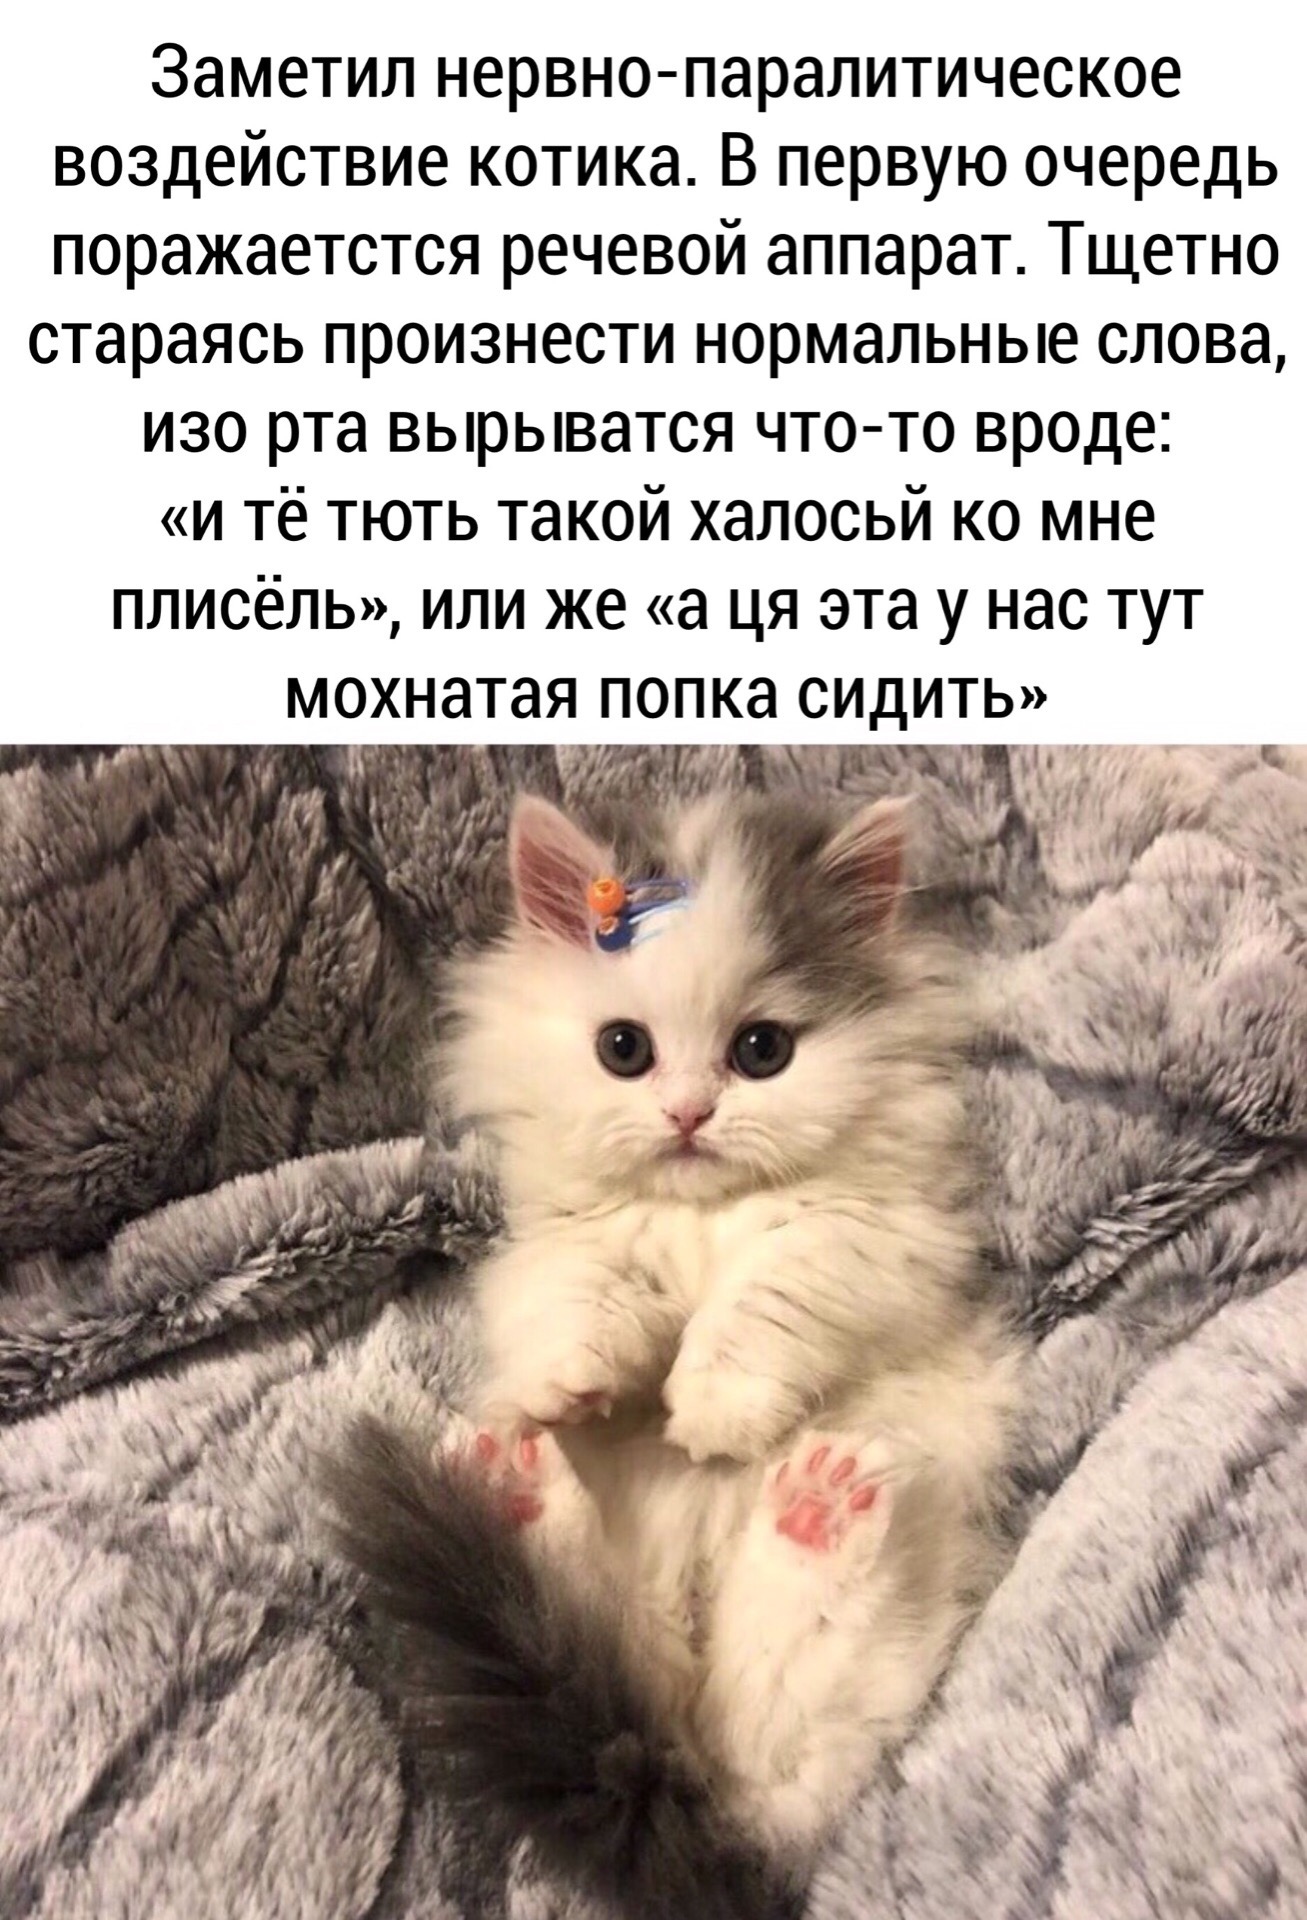 Заметил нервно-паралитическое
воздействие котика. В первую очередь
поражаетстся речевой аппарат. Тщетно
стараясь произнести нормальные слова,
изо рта вырыватся что-то вроде:
«и тё тють такой халосьй ко мне
плисёль», или же «а ця эта у нас тут
мохнатая попка сидить»